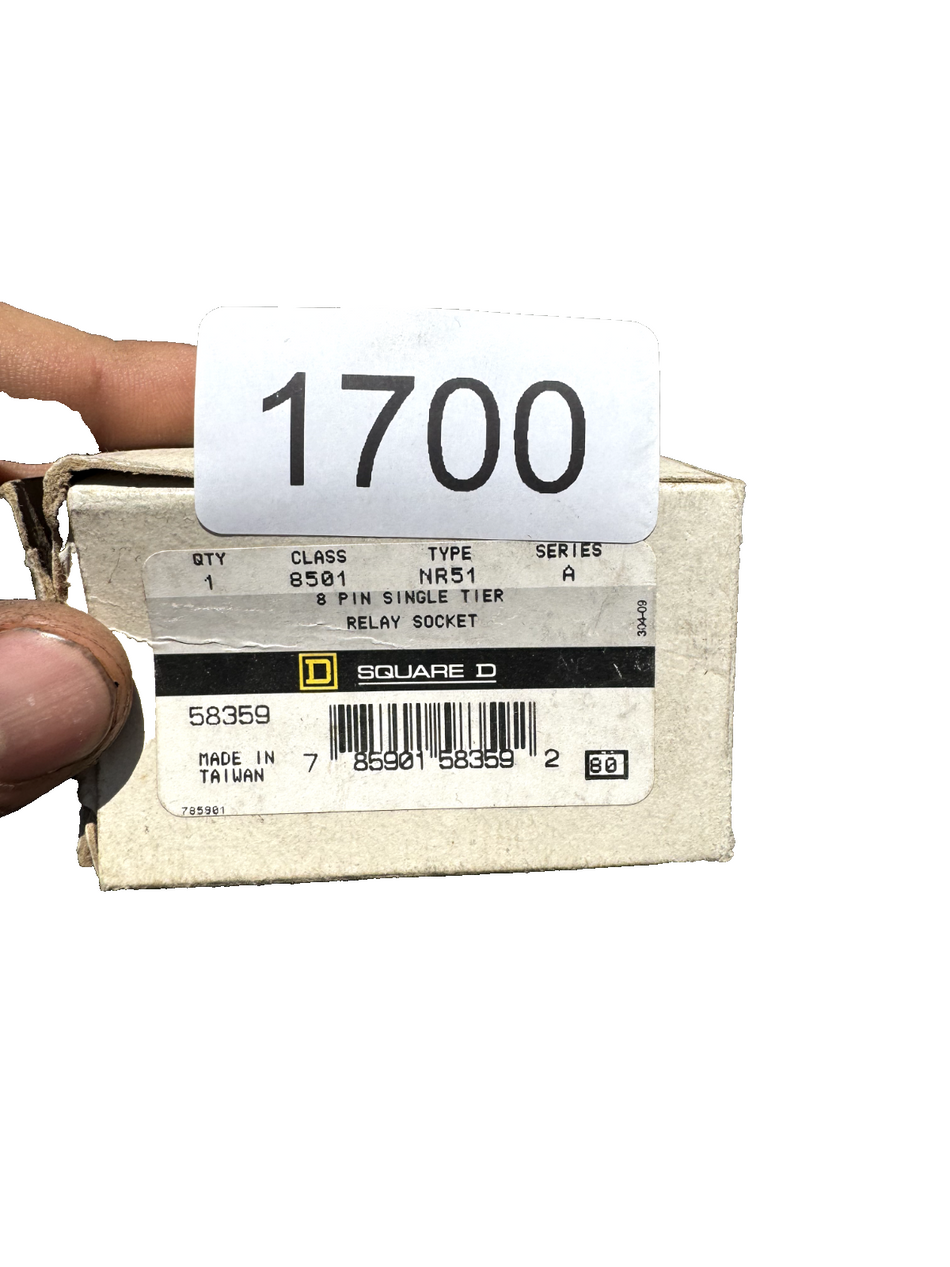 1700
QTY CLASS TYPE SERIES
1 8501 NR51 A
8 PIN SINGLE TIER
RELAY SOCKET
304-09
D SQUARE D
58359
MADE IN
TAIWAN
7 85901 58359 2
80
785901